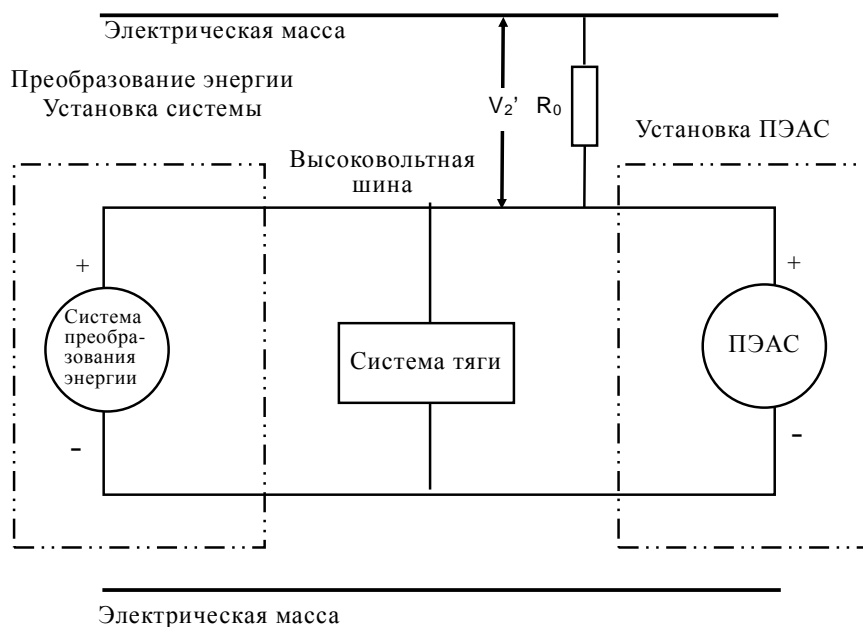 Электрическая масса
Преобразование энергии
Установка системы
V2’
R0
Установка ПЭАС
Высоковольтная
шина
+
+
Система
преобра-
зования
энергии
Система тяги
ПЭАС
-
-
Электрическая масса